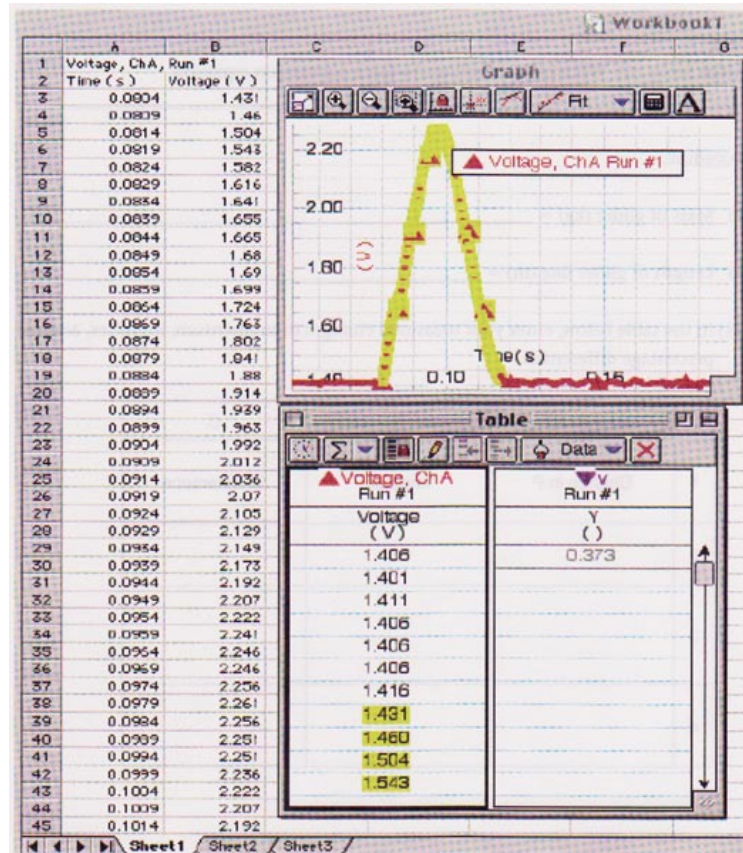 Workbook1
A B C D E F G
1 Voltage, ChA, Run #1
2 Time (s) Voltage (V)
3 0.0804 1.431
4 0.0809 1.46
5 0.0814 1.504
6 0.0819 1.543
7 0.0824 1.582
8 0.0829 1.616
9 0.0834 1.641
10 0.0839 1.655
11 0.0844 1.665
12 0.0849 1.68
13 0.0854 1.69
14 0.0859 1.699
15 0.0864 1.724
16 0.0869 1.763
17 0.0874 1.802
18 0.0879 1.841
19 0.0884 1.88
20 0.0889 1.914
21 0.0894 1.939
22 0.0899 1.963
23 0.0904 1.992
24 0.0909 2.012
25 0.0914 2.036
26 0.0919 2.07
27 0.0924 2.105
28 0.0929 2.129
29 0.0934 2.149
30 0.0939 2.173
31 0.0944 2.192
32 0.0949 2.207
33 0.0954 2.222
34 0.0959 2.241
35 0.0964 2.246
36 0.0969 2.246
37 0.0974 2.256
38 0.0979 2.261
39 0.0984 2.256
40 0.0989 2.251
41 0.0994 2.251
42 0.0999 2.236
43 0.1004 2.222
44 0.1009 2.207
45 0.1014 2.192
Sheet1 Sheet2 Sheet3
Graph
Fit A
2.20
Voltage, ChA Run #1
2.00
(V)
1.80
1.60
Time(s)
1.40 0.10 0.15
Table
Σ Data
Voltage, ChA
Run #1
Voltage
(V)
1.406
1.401
1.411
1.406
1.406
1.406
1.416
1.431
1.460
1.504
1.543
Run #1
Y
( )
0.373